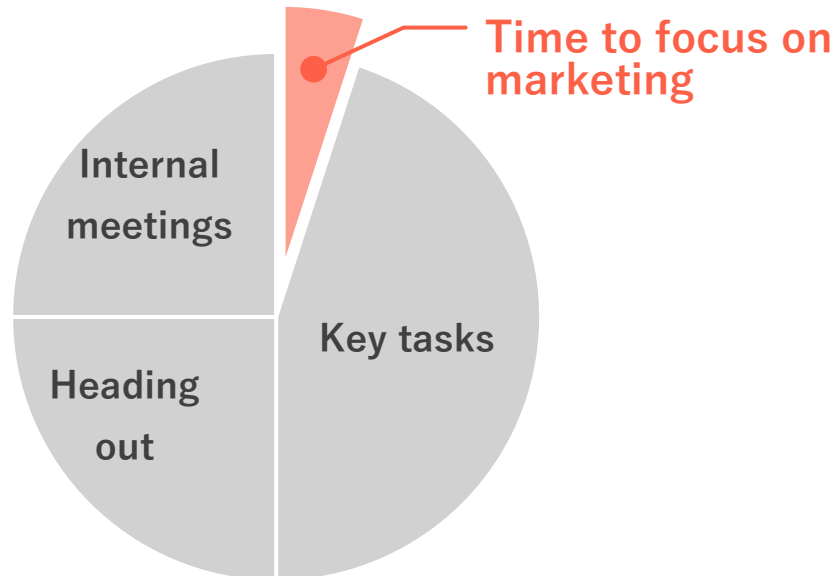 Time to focus on
marketing
Internal
meetings
Key tasks
Heading
out